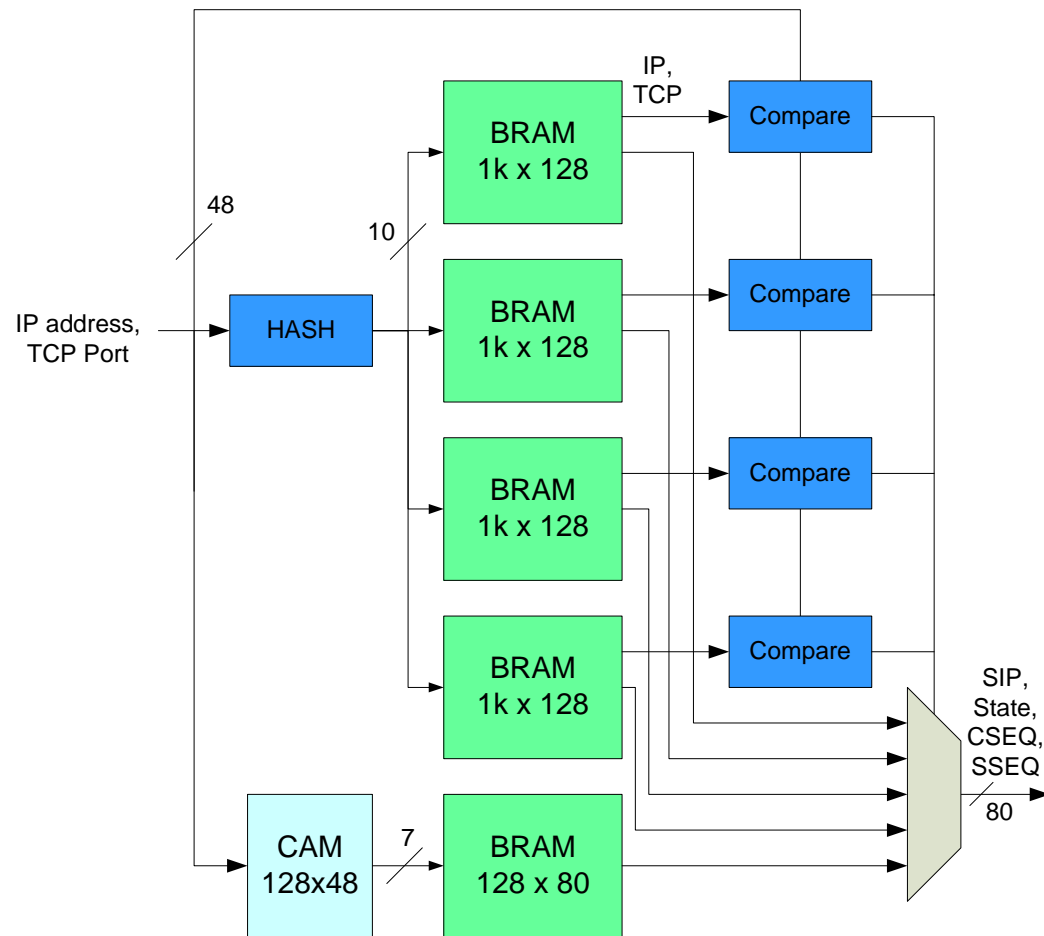 IP,
TCP
BRAM
1k x 128
Compare
48
10
IP address,
TCP Port
HASH
BRAM
1k x 128
Compare
BRAM
1k x 128
Compare
BRAM
1k x 128
Compare
SIP,
State,
CSEQ,
SSEQ
80
CAM
128x48
7
BRAM
128 x 80